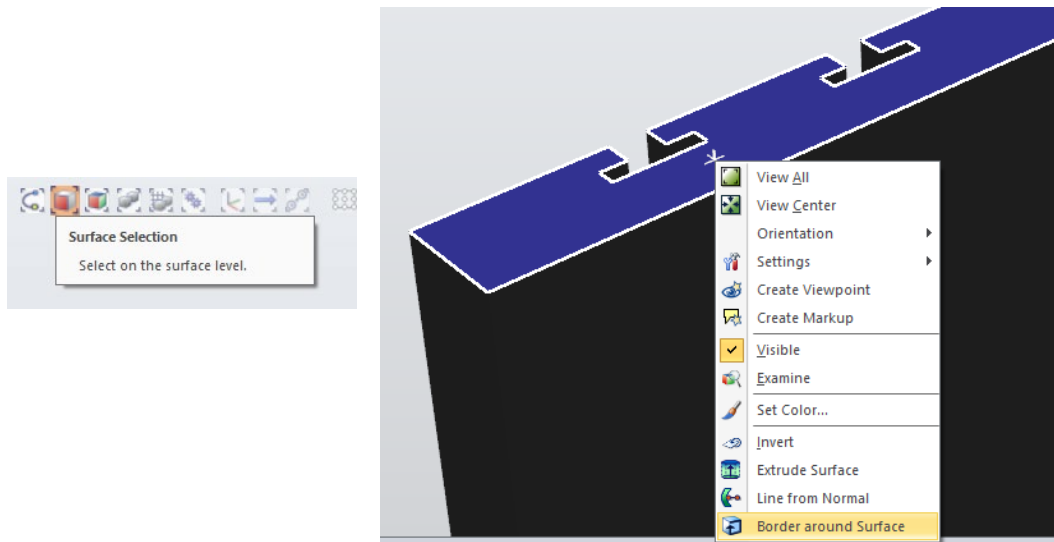 Surface Selection
Select on the surface level.
View All
View Center
Orientation
Settings
Create Viewpoint
Create Markup
Visible
Examine
Set Color...
Invert
Extrude Surface
Line from Normal
Border around Surface